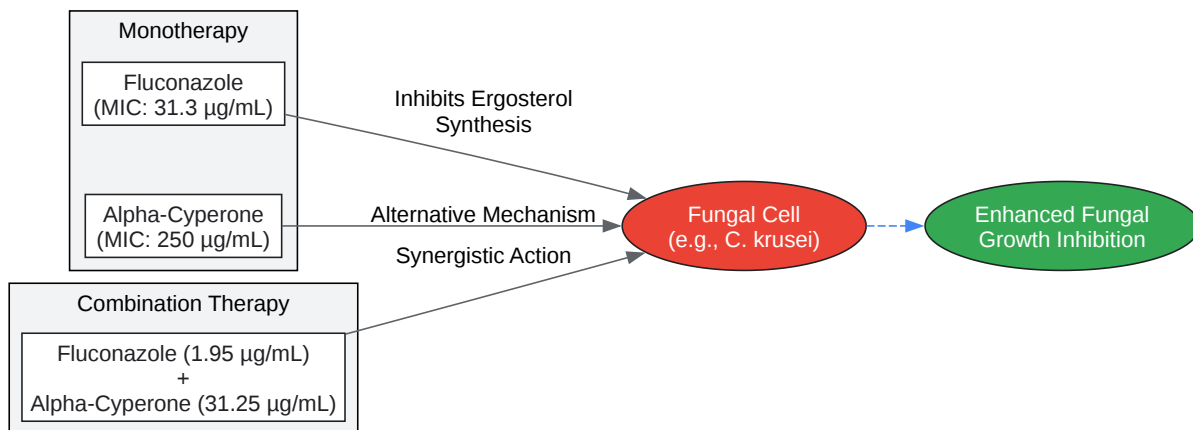 Monotherapy
Fluconazole
(MIC: 31.3 µg/mL)
Inhibits Ergosterol
Synthesis
Alpha-Cyperone
(MIC: 250 µg/mL)
Alternative Mechanism
Fungal Cell
(e.g., C. krusei)
Enhanced Fungal
Growth Inhibition
Synergistic Action
Combination Therapy
Fluconazole (1.95 µg/mL)
+
Alpha-Cyperone (31.25 µg/mL)